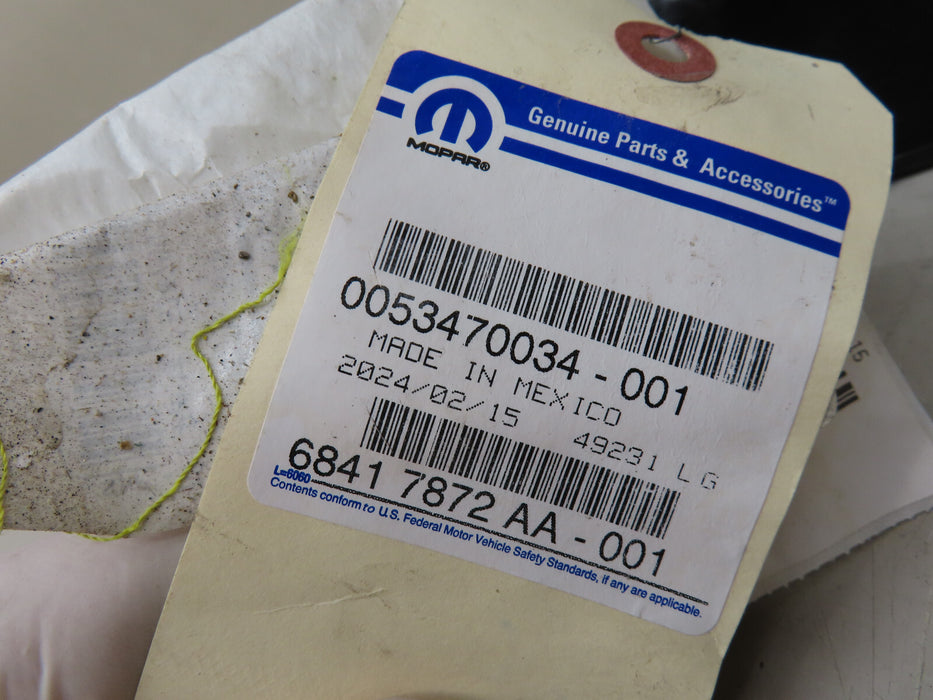 Genuine Parts & Accessories™
MOPAR®
0053470034 - 001
MADE IN MEXICO
2024/02/15 49231 L G
6841 7872 AA - 001
L=6060
Contents conform to U.S. Federal Motor Vehicle Safety Standards, if any are applicable.
15